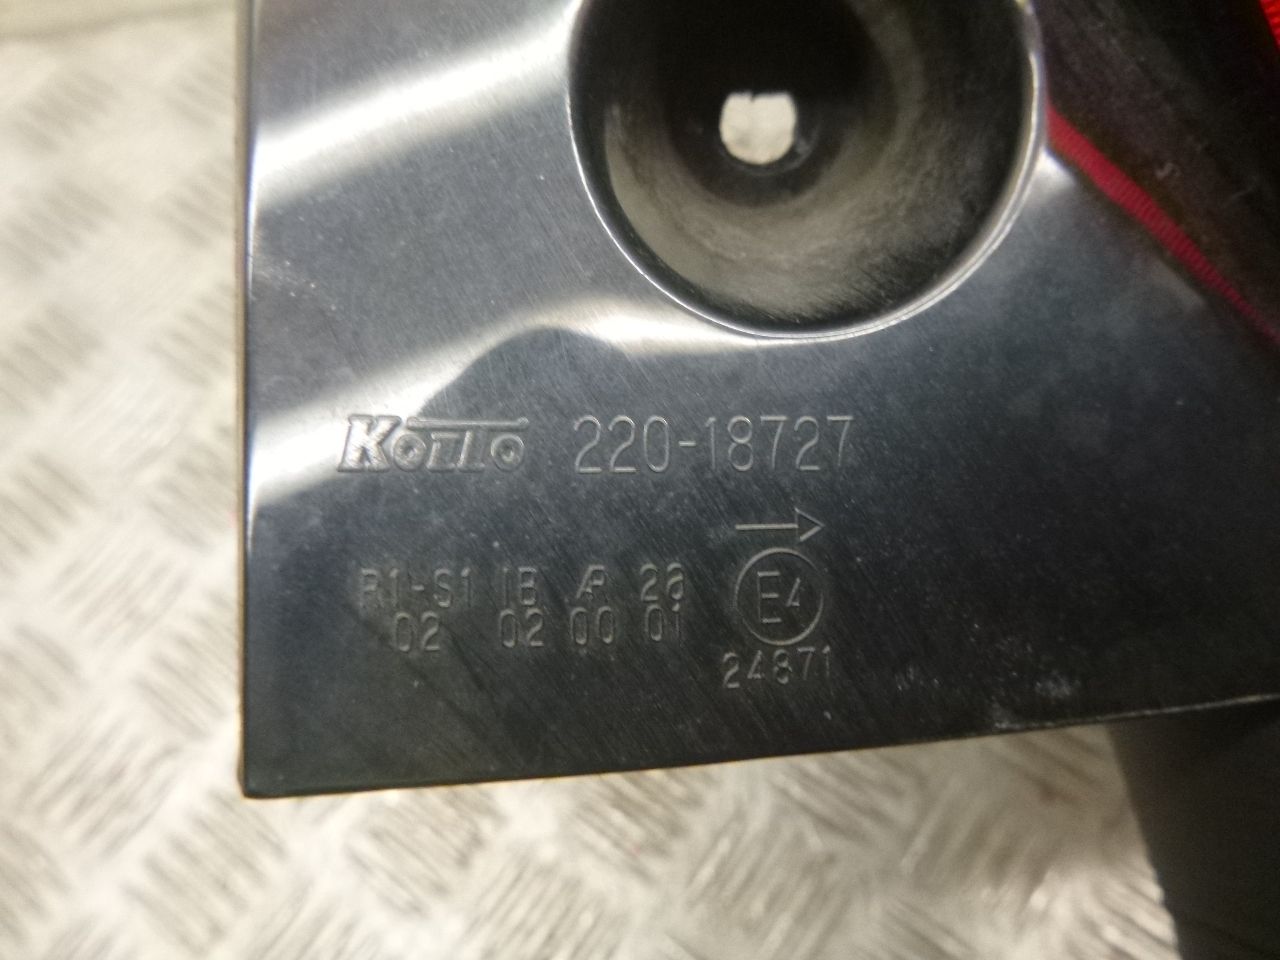 KOITO 220-18727
→
R1-S1 IB AR 2a E4
02 02 00 01
24871